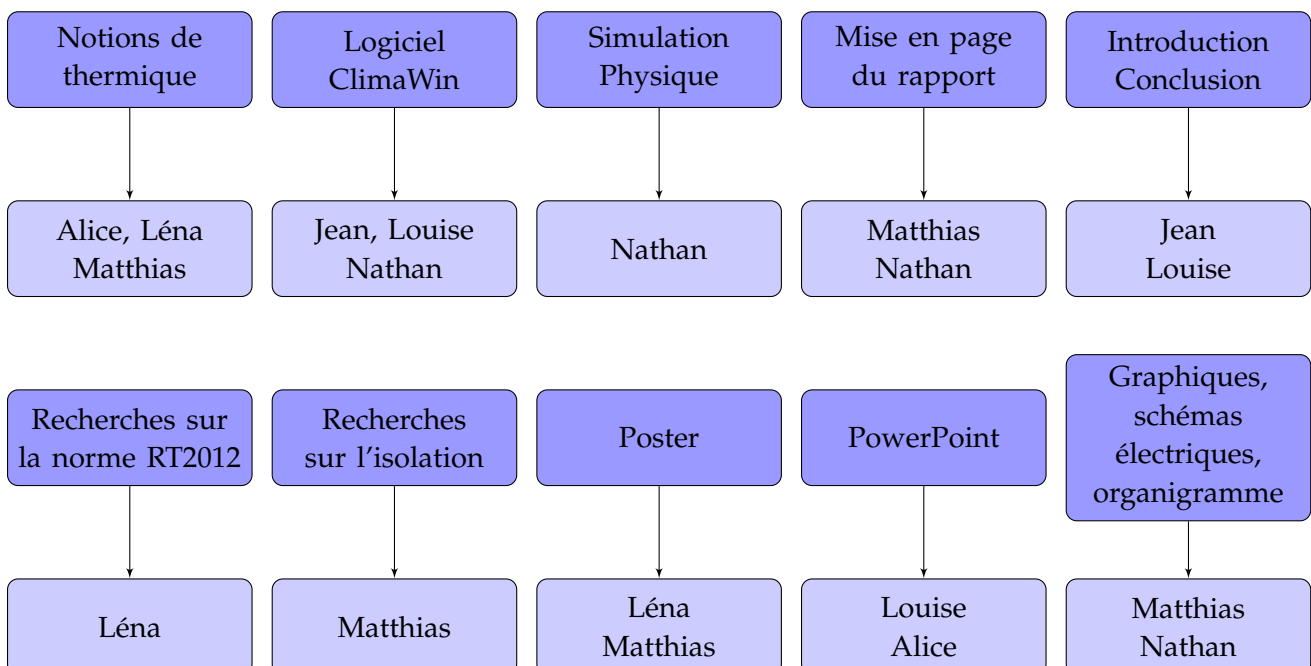 Notions de
thermique
Logiciel
ClimaWin
Simulation
Physique
Mise en page
du rapport
Introduction
Conclusion
Alice, Léna
Matthias
Jean, Louise
Nathan
Nathan
Matthias
Nathan
Jean
Louise
Recherches sur
la norme RT2012
Recherches
sur l'isolation
Poster
PowerPoint
Graphiques,
schémas
électriques,
organigramme
Léna
Matthias
Léna
Matthias
Louise
Alice
Matthias
Nathan